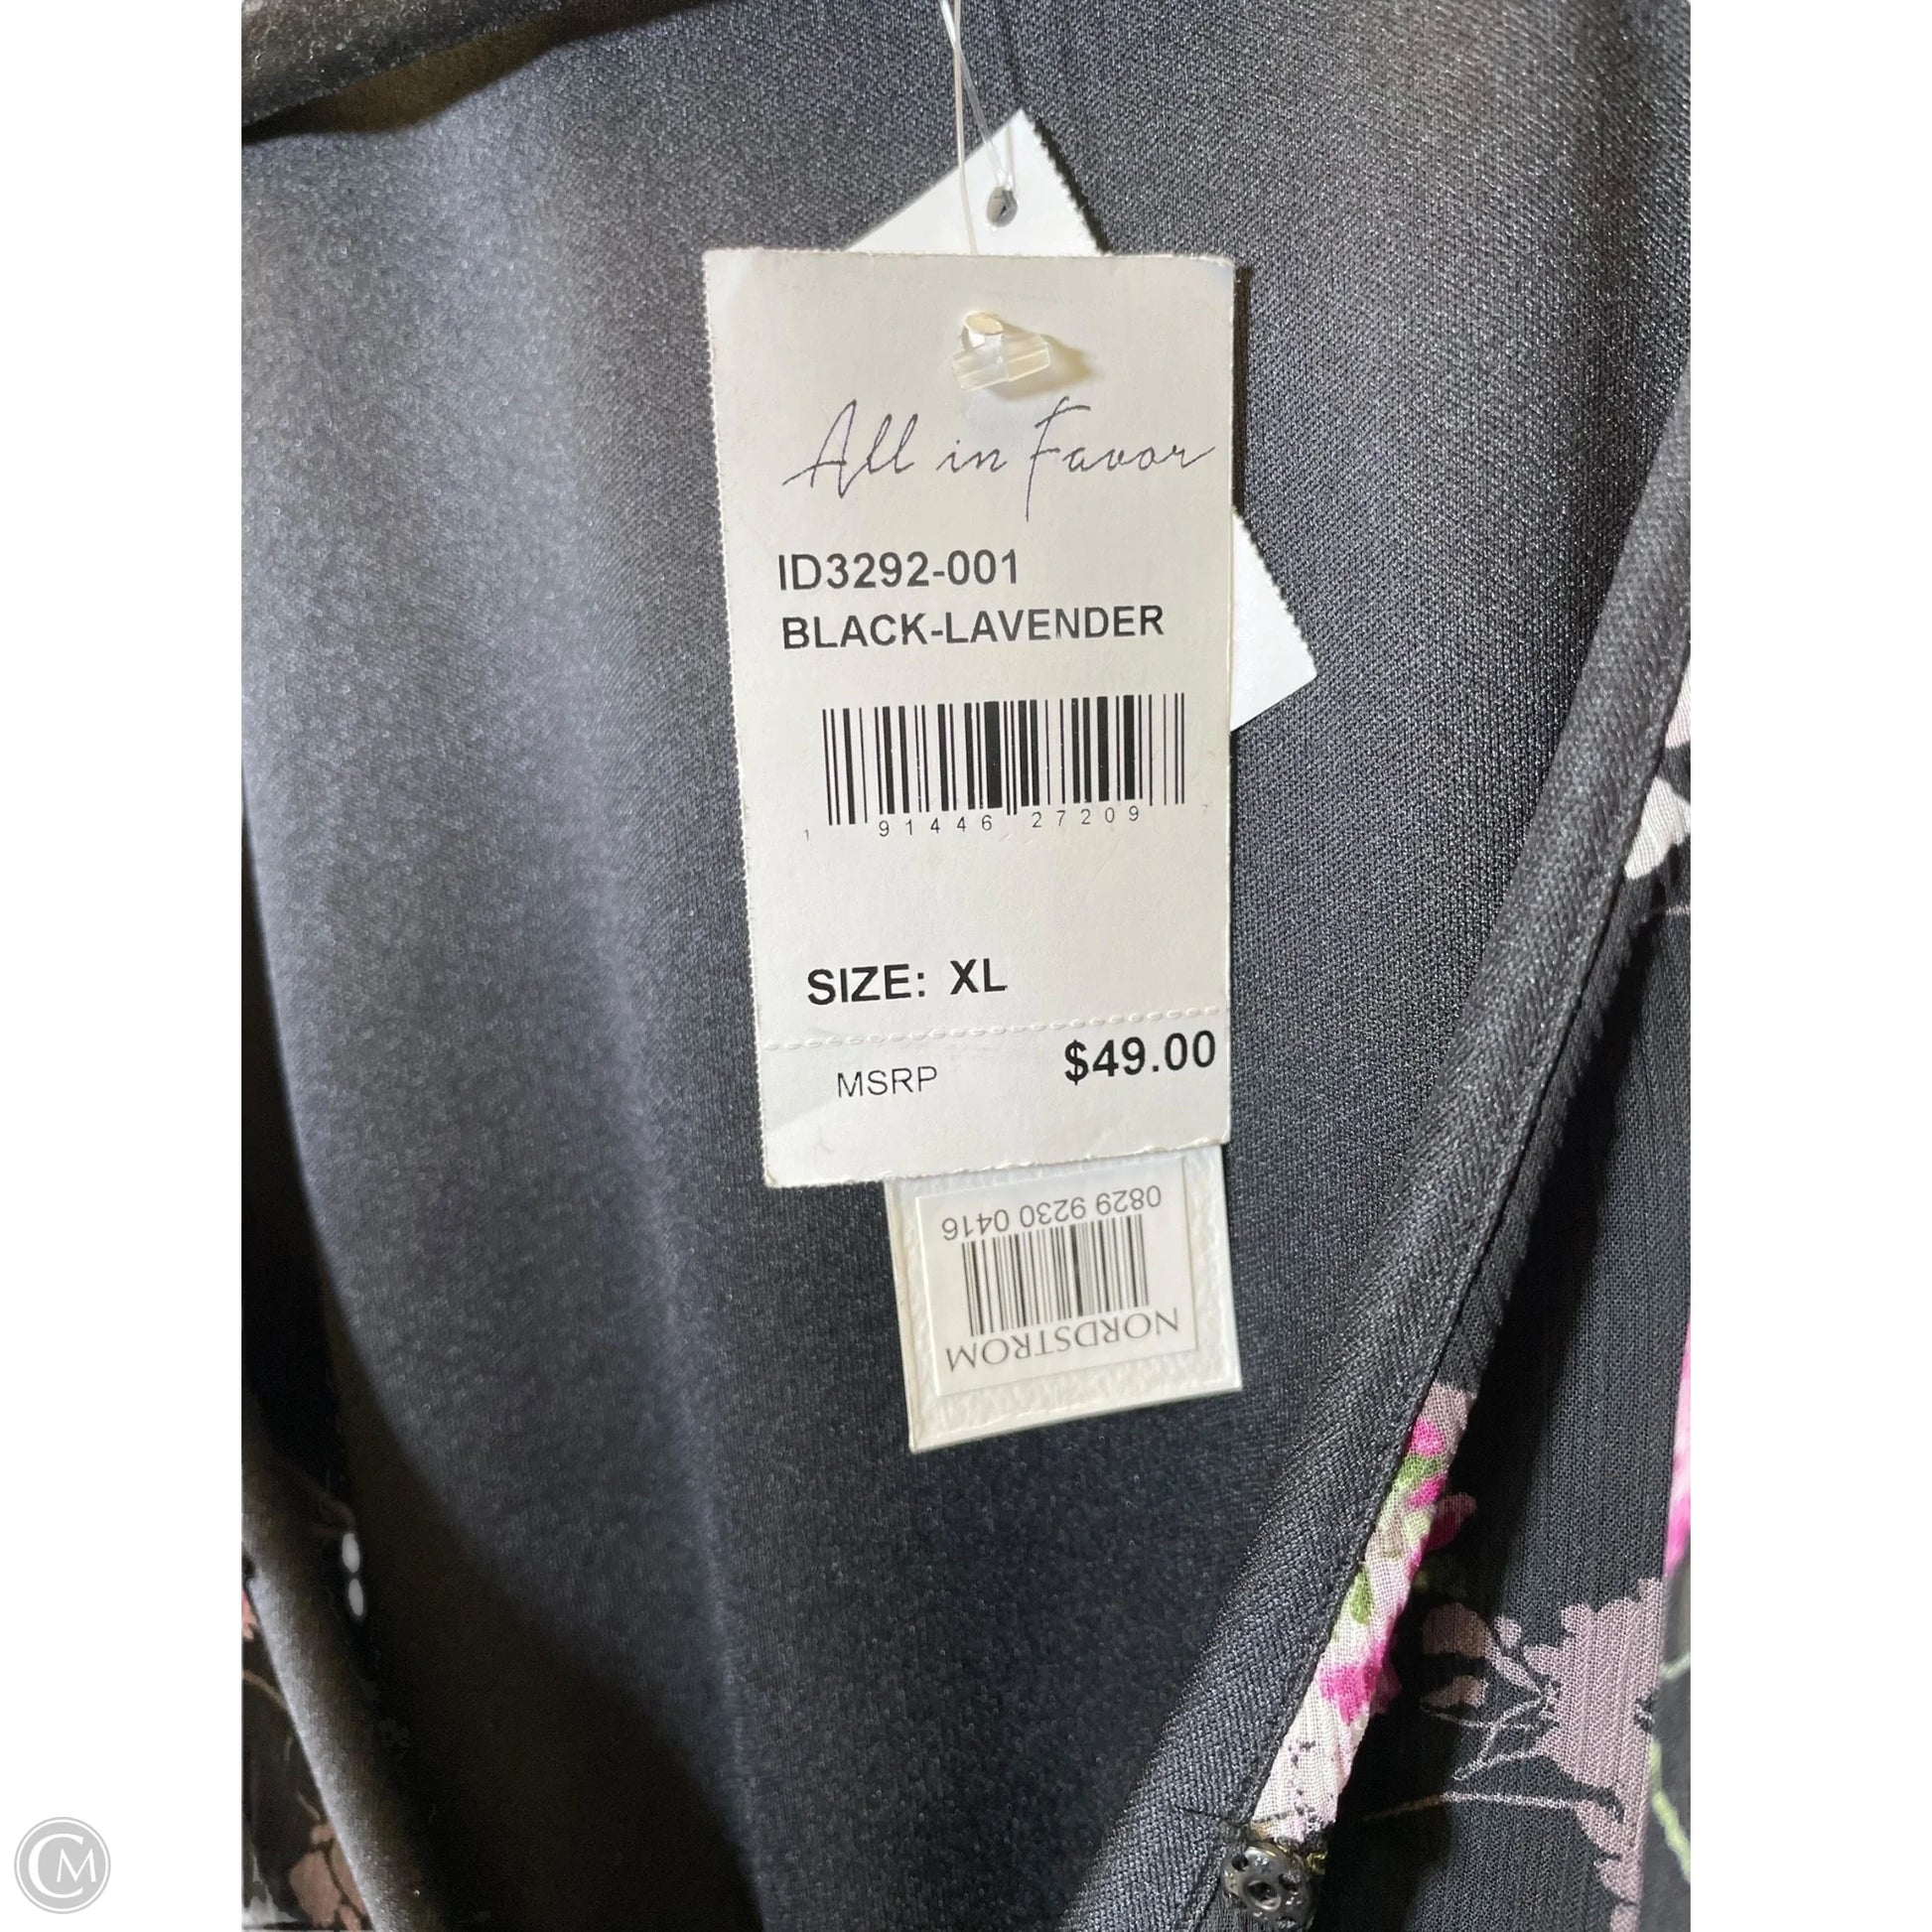 All in Favor
ID3292-001
BLACK-LAVENDER
1 91446 27209 7
SIZE: XL
MSRP $49.00
0829 9230 0416
NORDSTROM
CM